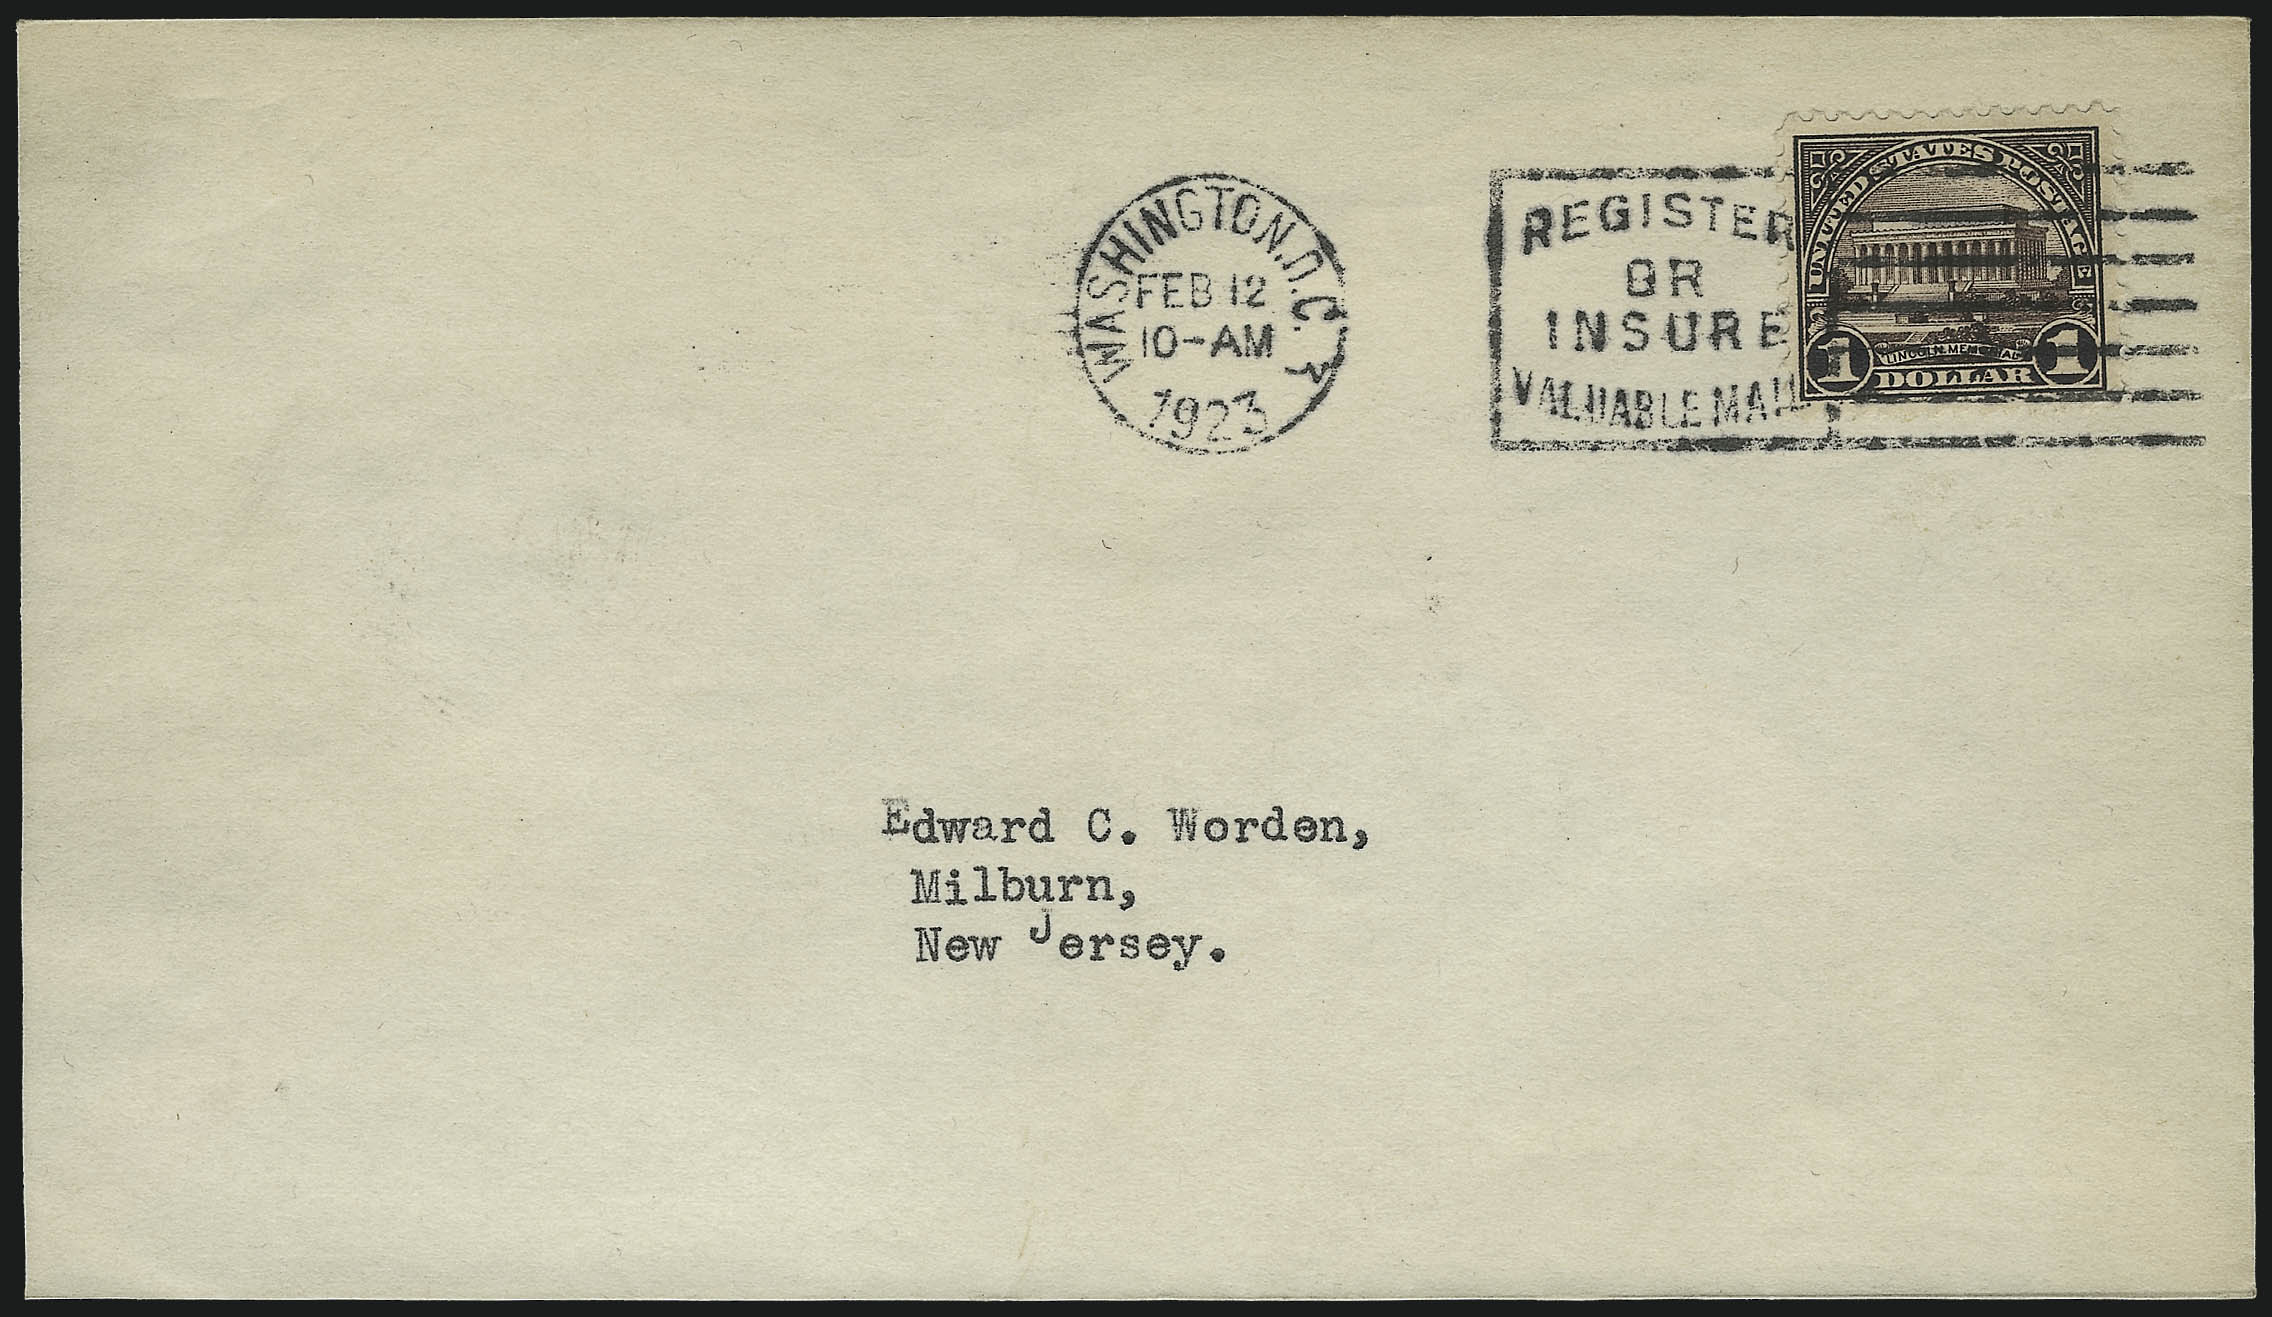 WASHINGTON, D.C.
FEB 12
10-AM
1923
REGISTER
OR
INSURE
VALUABLE MAIL
UNITED STATES POSTAGE
LINCOLN MEMORIAL
1 DOLLAR 1
Edward C. Worden,
Milburn,
New Jersey.